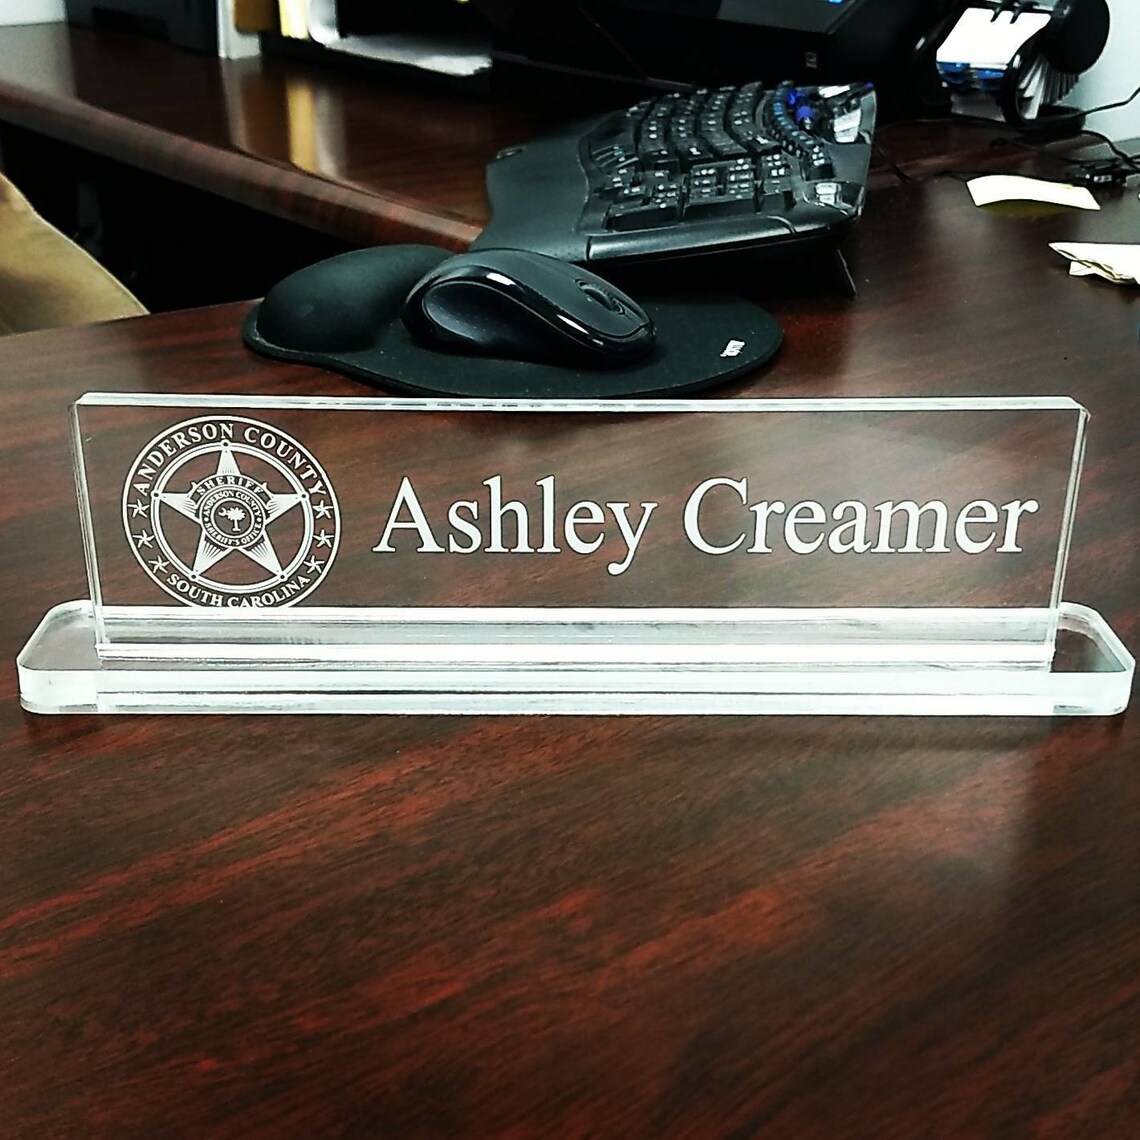 ANDERSON COUNTY
SHERIFF
ANDERSON COUNTY
SHERIFF'S OFFICE
SOUTH CAROLINA
Ashley Creamer